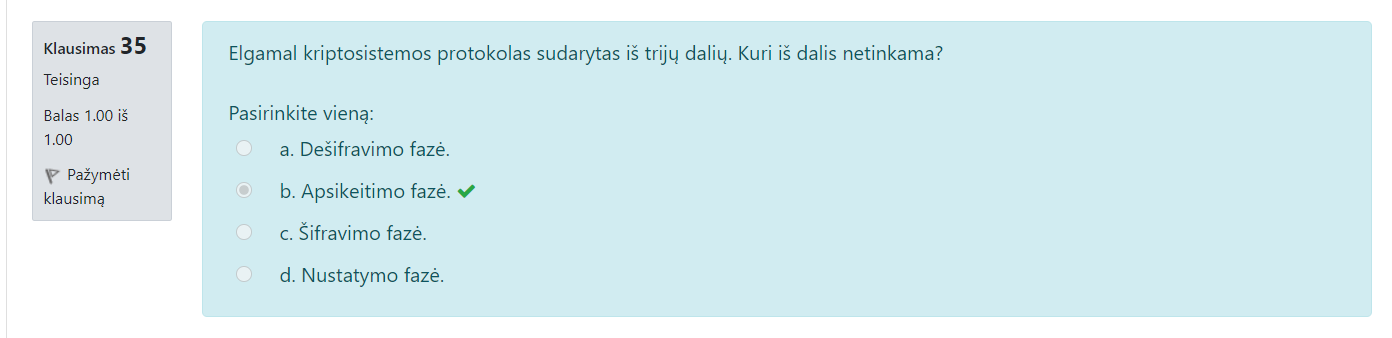 Klausimas 35
Teisinga
Balas 1.00 iš
1.00
Pažymėti
klausimą
Elgamal kriptosistemos protokolas sudarytas iš trijų dalių. Kuri iš dalis netinkama?
Pasirinkite vieną:
a. Dešifravimo fazė.
b. Apsikeitimo fazė.
c. Šifravimo fazė.
d. Nustatymo fazė.